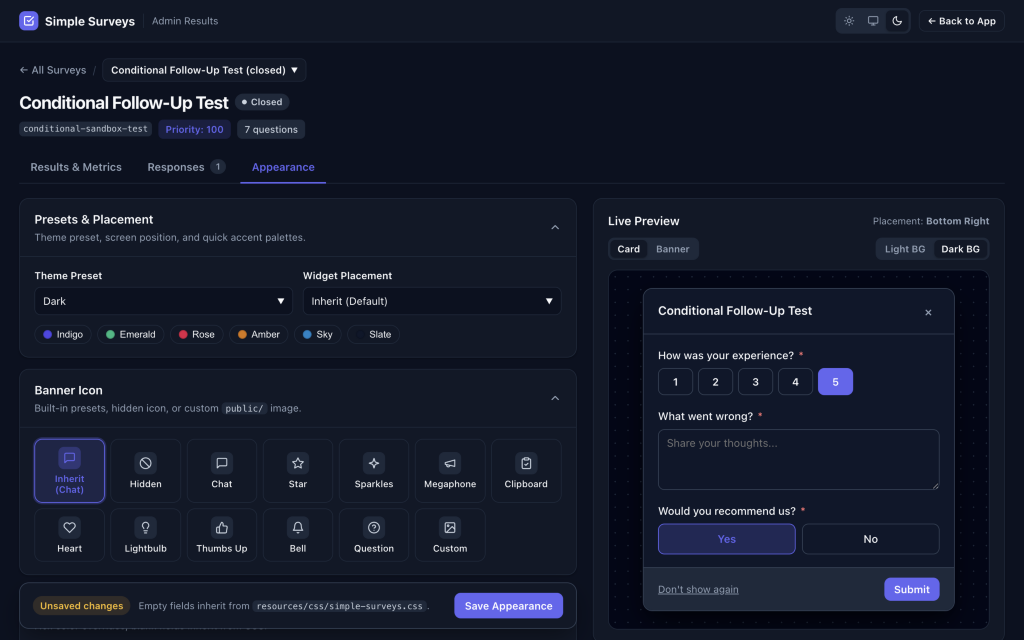 Simple Surveys Admin Results
← Back to App
← All Surveys / Conditional Follow-Up Test (closed) ▼
Conditional Follow-Up Test ● Closed
conditional-sandbox-test Priority: 100 7 questions
Results & Metrics Responses 1 Appearance
Presets & Placement
Theme preset, screen position, and quick accent palettes.
Theme Preset Widget Placement
Dark ▼ Inherit (Default) ▼
Indigo Emerald Rose Amber Sky Slate
Banner Icon
Built-in presets, hidden icon, or custom public/ image.
Inherit
(Chat)
Hidden Chat Star Sparkles Megaphone Clipboard
Heart Lightbulb Thumbs Up Bell Question Custom
Unsaved changes Empty fields inherit from resources/css/simple-surveys.css. Save Appearance
Live Preview Placement: Bottom Right
Card Banner Light BG Dark BG
Conditional Follow-Up Test ×
How was your experience? *
1 2 3 4 5
What went wrong? *
Share your thoughts...
Would you recommend us? *
Yes No
Don't show again Submit